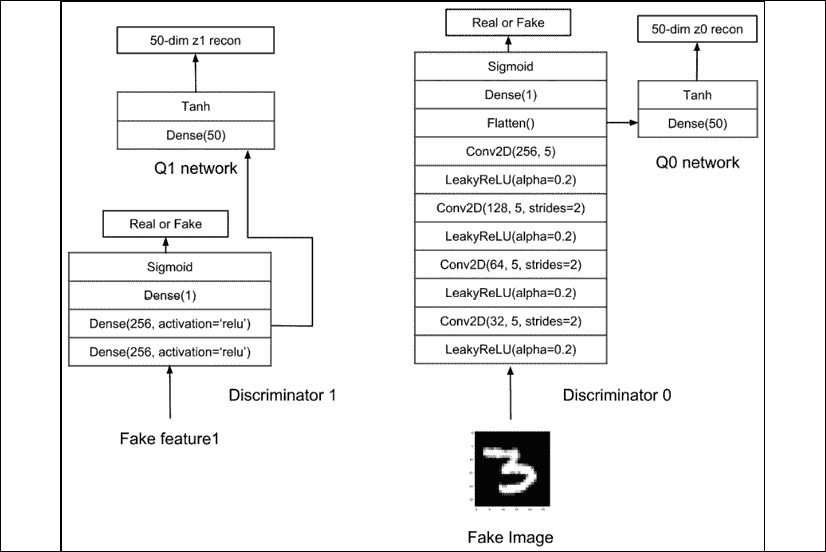 50-dim z1 recon
Tanh
Dense(50)
Q1 network
Real or Fake
Sigmoid
Dense(1)
Dense(256, activation=‘relu’)
Dense(256, activation=‘relu’)
Discriminator 1
Fake feature1
Real or Fake
Sigmoid
Dense(1)
Flatten()
Conv2D(256, 5)
LeakyReLU(alpha=0.2)
Conv2D(128, 5, strides=2)
LeakyReLU(alpha=0.2)
Conv2D(64, 5, strides=2)
LeakyReLU(alpha=0.2)
Conv2D(32, 5, strides=2)
LeakyReLU(alpha=0.2)
Discriminator 0
3
Fake Image
50-dim z0 recon
Tanh
Dense(50)
Q0 network